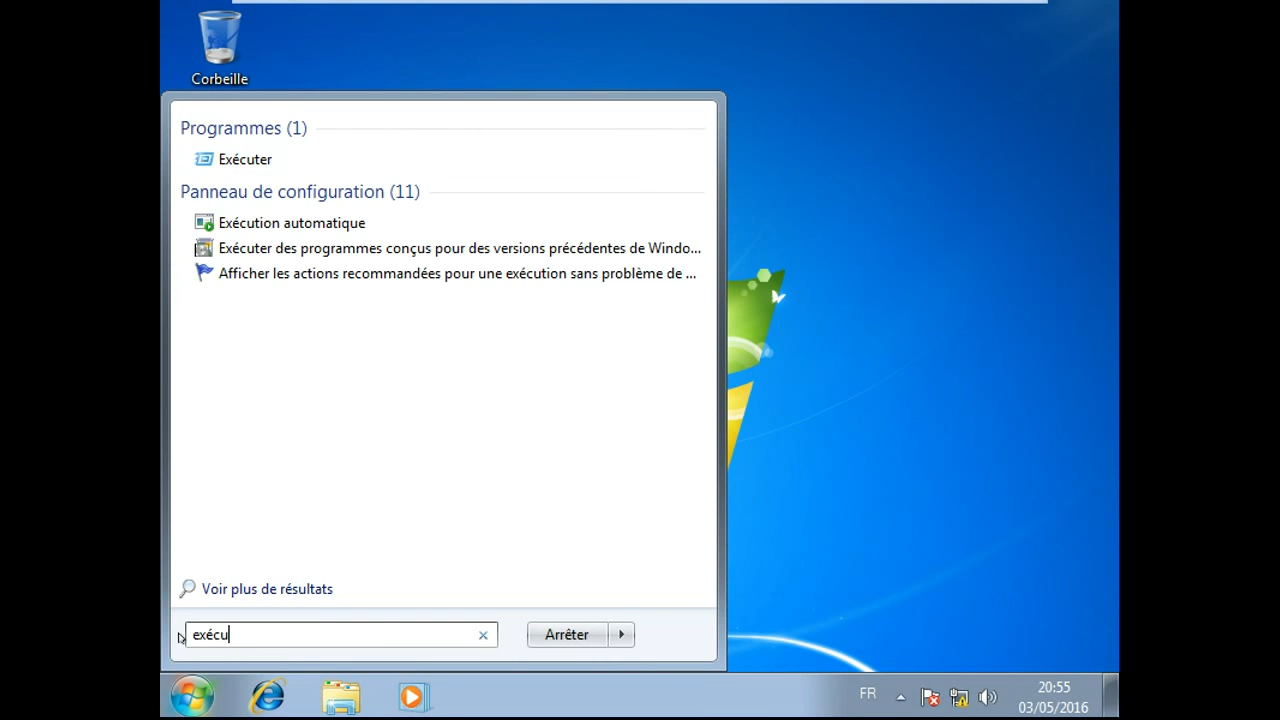 Corbeille
Programmes (1)
Exécuter
Panneau de configuration (11)
Exécution automatique
Exécuter des programmes conçus pour des versions précédentes de Windo...
Afficher les actions recommandées pour une exécution sans problème de ...
Voir plus de résultats
exécu
Arrêter
FR
20:55
03/05/2016